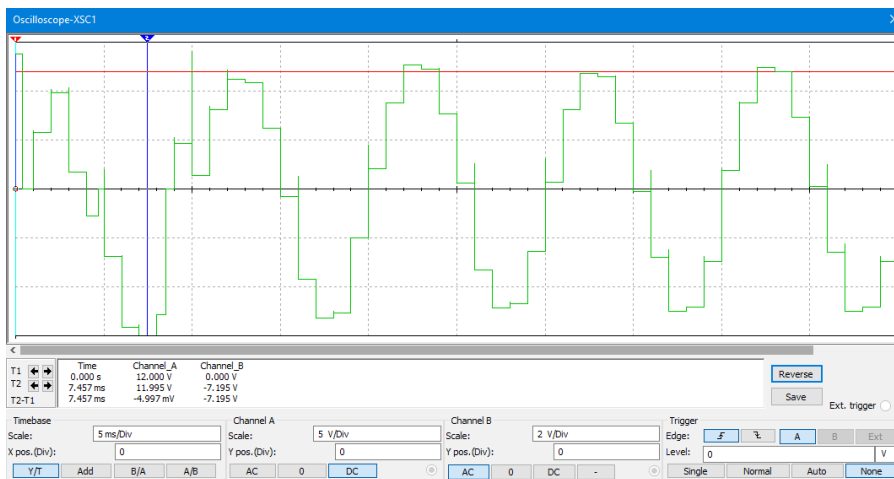 Oscilloscope-XSC1
1 2
Time Channel_A Channel_B
T1 0.000 s 12.000 V 0.000 V
T2 7.457 ms 11.995 V -7.195 V
T2-T1 7.457 ms -4.997 mV -7.195 V
Reverse
Save
Ext. trigger
Timebase
Scale: 5 ms/Div
X pos.(Div): 0
Y/T Add B/A A/B
Channel A
Scale: 5 V/Div
Y pos.(Div): 0
AC 0 DC
Channel B
Scale: 2 V/Div
Y pos.(Div): 0
AC 0 DC -
Trigger
Edge: A B Ext
Level: 0 V
Single Normal Auto None